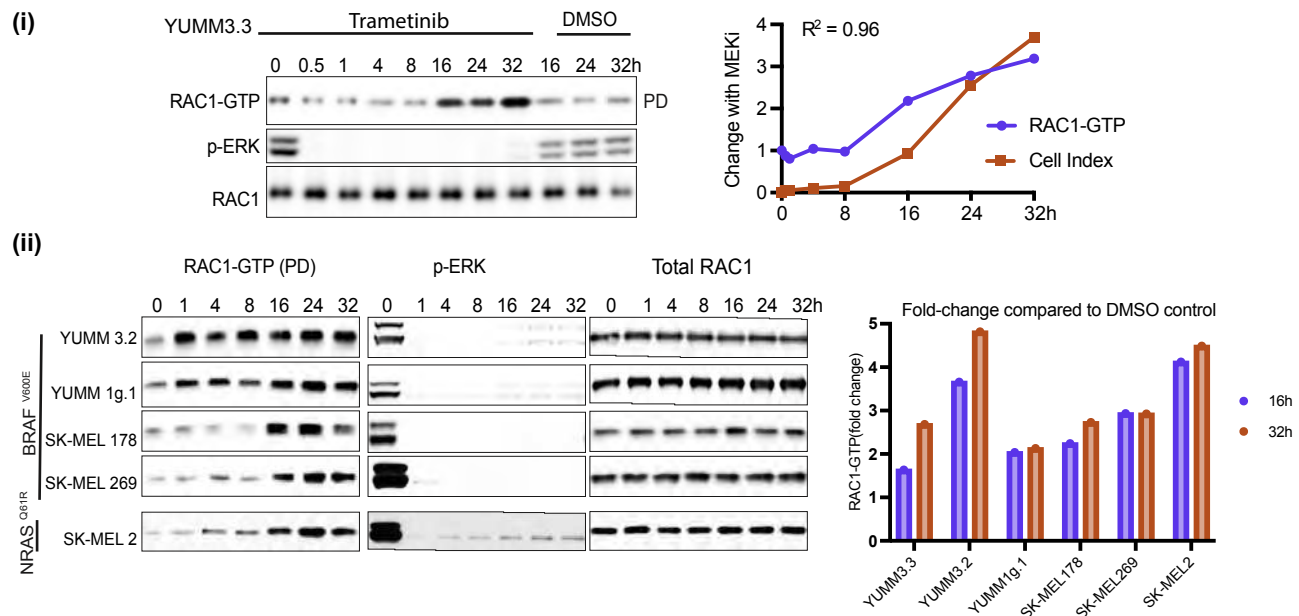 (i)
YUMM3.3 Trametinib DMSO
0 0.5 1 4 8 16 24 32 16 24 32h
RAC1-GTP PD
p-ERK
RAC1
R² = 0.96
Change with MEKi
4
3
2
1
0
0 8 16 24 32h
RAC1-GTP
Cell Index
(ii)
RAC1-GTP (PD) p-ERK Total RAC1
0 1 4 8 16 24 32 0 1 4 8 16 24 32 0 1 4 8 16 24 32h
BRAF V600E
YUMM 3.2
YUMM 1g.1
SK-MEL 178
SK-MEL 269
NRAS Q61R
SK-MEL 2
Fold-change compared to DMSO control
RAC1-GTP(fold change)
5
4
3
2
1
0
YUMM3.3 YUMM3.2 YUMM1g.1 SK-MEL178 SK-MEL269 SK-MEL2
16h
32h